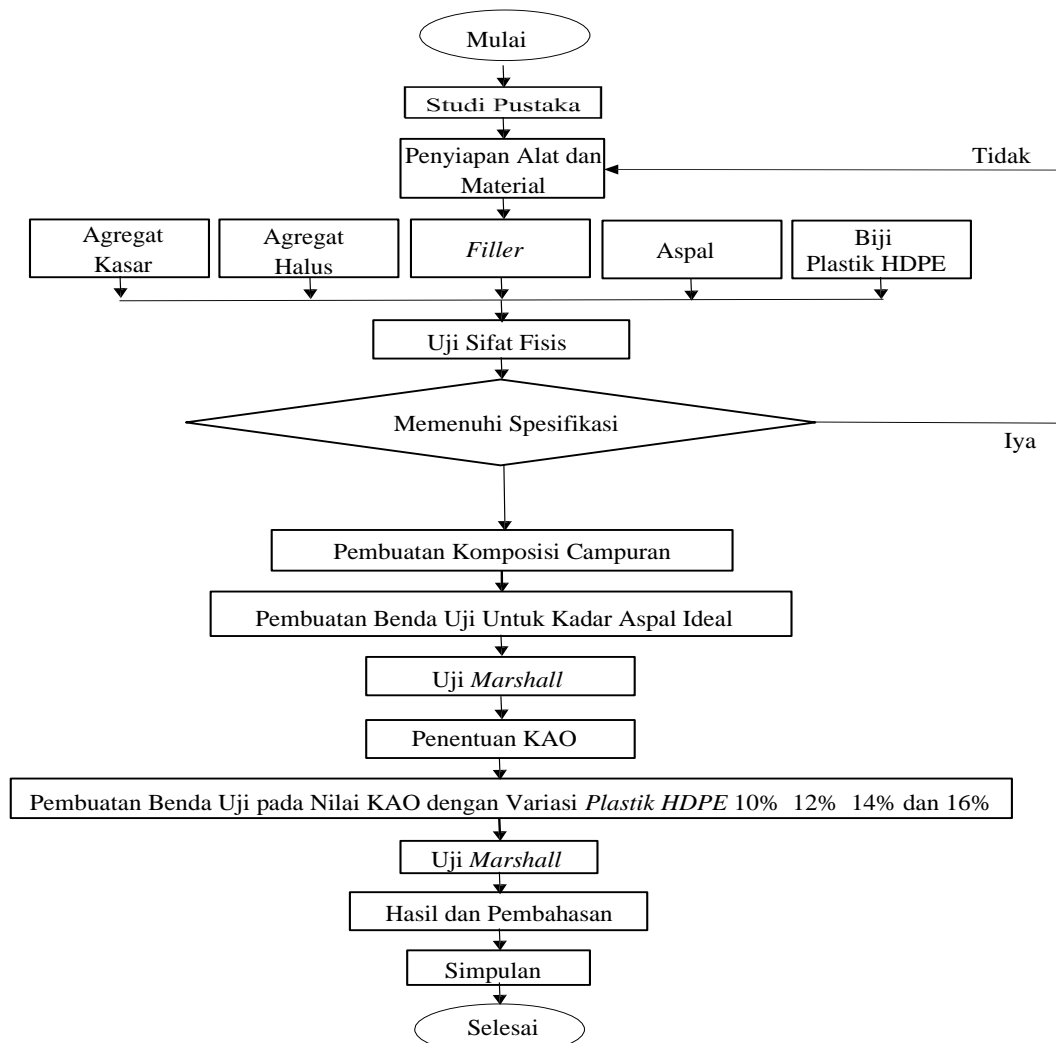 Mulai
Studi Pustaka
Penyiapan Alat dan
Material
Tidak
Agregat
Kasar
Agregat
Halus
Filler
Aspal
Biji
Plastik HDPE
Uji Sifat Fisis
Memenuhi Spesifikasi
Iya
Pembuatan Komposisi Campuran
Pembuatan Benda Uji Untuk Kadar Aspal Ideal
Uji Marshall
Penentuan KAO
Pembuatan Benda Uji pada Nilai KAO dengan Variasi Plastik HDPE 10% 12% 14% dan 16%
Uji Marshall
Hasil dan Pembahasan
Simpulan
Selesai